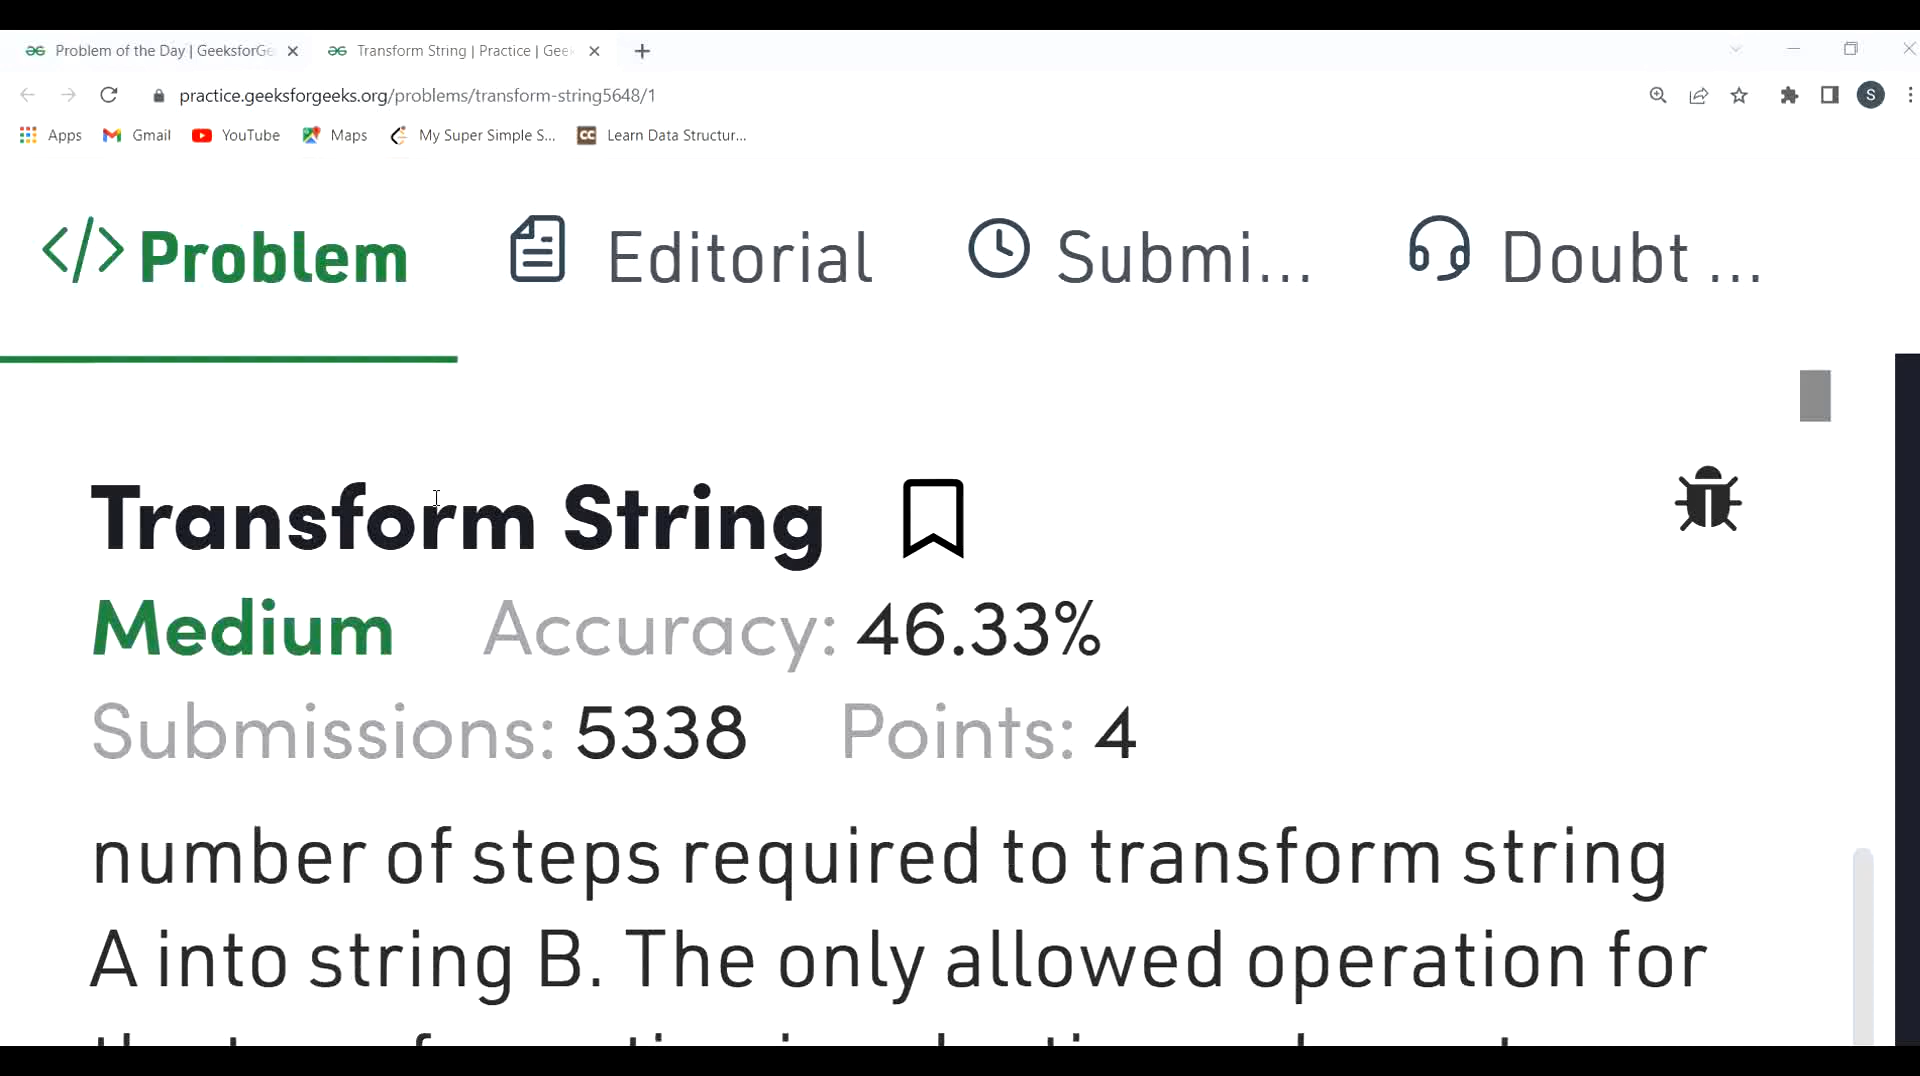 Problem of the Day | GeeksforGe
Transform String | Practice | Geek
practice.geeksforgeeks.org/problems/transform-string5648/1
S
Apps
Gmail
YouTube
Maps
My Super Simple S...
CC
Learn Data Structur...
</> Problem
Editorial
Submi...
Doubt ...
Transform String
Medium Accuracy: 46.33%
Submissions: 5338 Points: 4
number of steps required to transform string
A into string B. The only allowed operation for